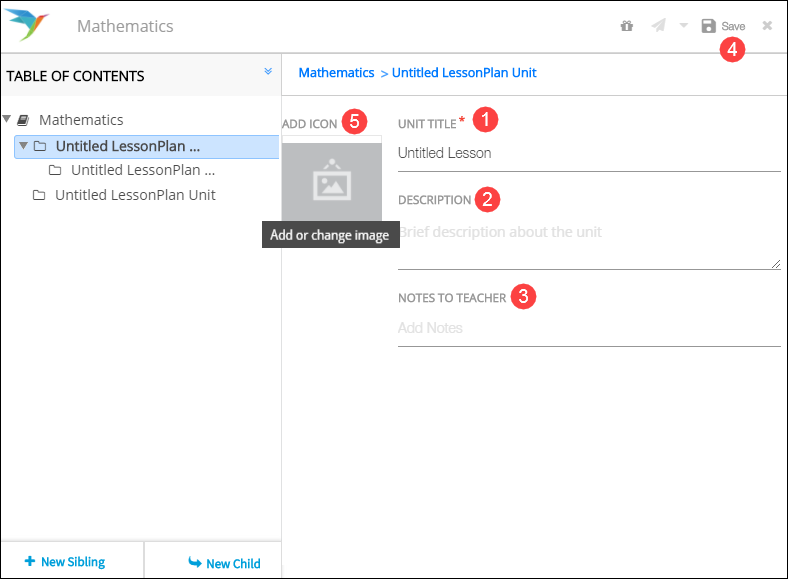 Mathematics
Save
4
TABLE OF CONTENTS
Mathematics > Untitled LessonPlan Unit
Mathematics
Untitled LessonPlan ...
Untitled LessonPlan ...
Untitled LessonPlan Unit
ADD ICON 5
Add or change image
UNIT TITLE * 1
Untitled Lesson
DESCRIPTION 2
Brief description about the unit
NOTES TO TEACHER 3
Add Notes
New Sibling
New Child